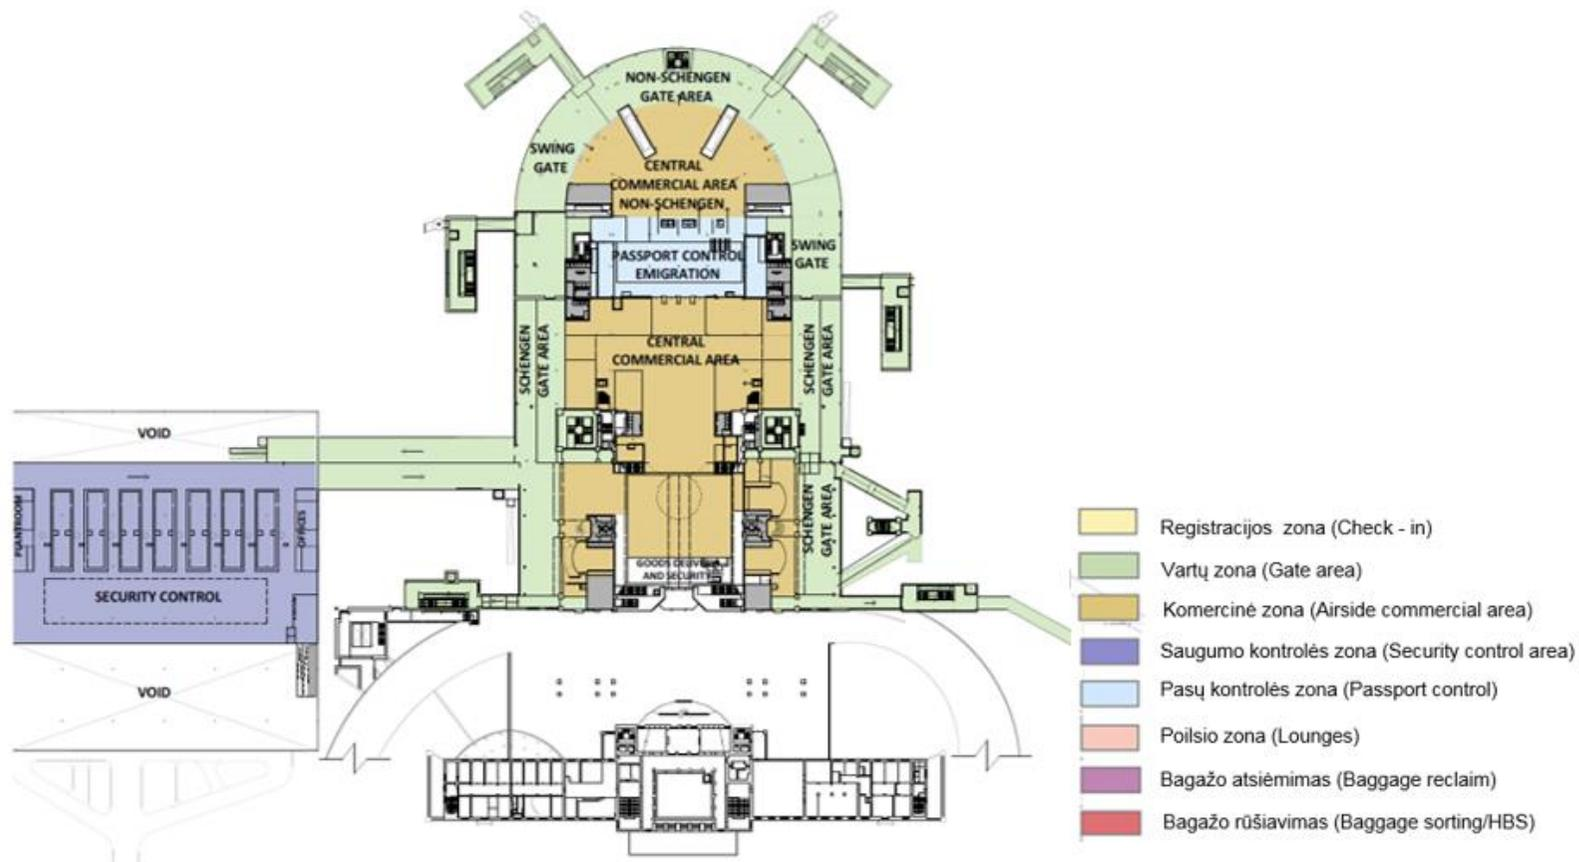 NON-SCHENGEN
GATE AREA
SWING
GATE
CENTRAL
COMMERCIAL AREA
NON-SCHENGEN
PASSPORT CONTROL
EMIGRATION
SWING
GATE
SCHENGEN
GATE AREA
CENTRAL
COMMERCIAL AREA
SCHENGEN
GATE AREA
VOID
PLANTROOM
OFFICES
SECURITY CONTROL
SCHENGEN
GATE AREA
GOODS DELIVERY
AND SECURITY
VOID
Registracijos zona (Check - in)
Vartų zona (Gate area)
Komercinė zona (Airside commercial area)
Saugumo kontrolės zona (Security control area)
Pasų kontrolės zona (Passport control)
Poilsio zona (Lounges)
Bagažo atsiėmimas (Baggage reclaim)
Bagažo rūšiavimas (Baggage sorting/HBS)